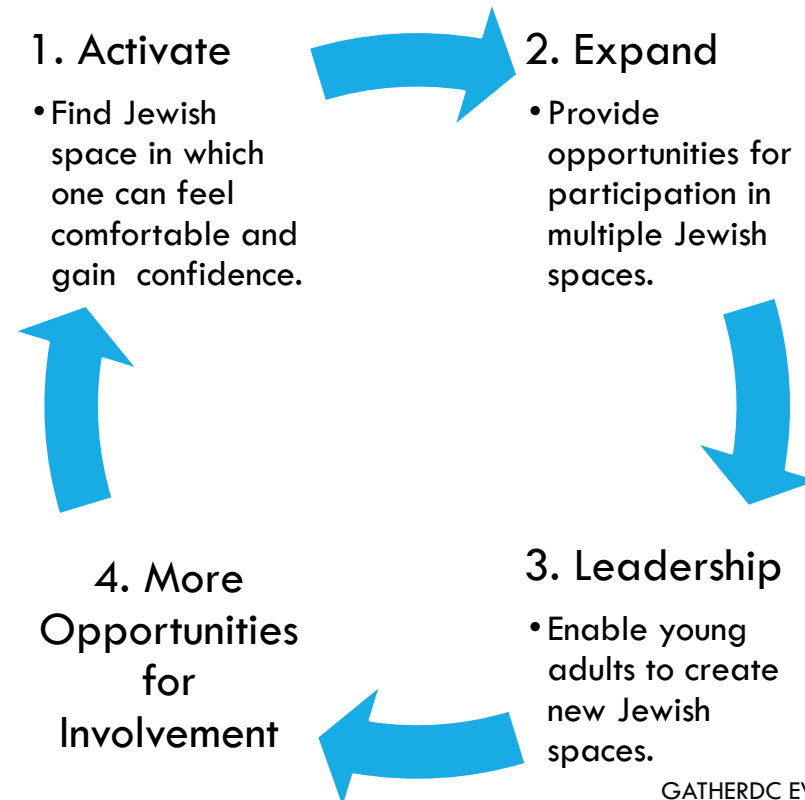 1. Activate
• Find Jewish
space in which
one can feel
comfortable and
gain confidence.
2. Expand
• Provide
opportunities for
participation in
multiple Jewish
spaces.
3. Leadership
• Enable young
adults to create
new Jewish
spaces.
4. More
Opportunities
for
Involvement
GATHERDC EV